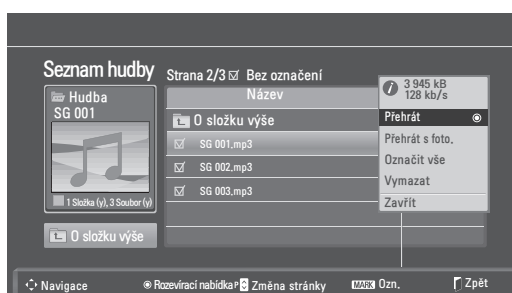 Seznam hudby
Strana 2/3 Bez označení
Hudba
SG 001
1 Složka (y), 3 Soubor (y)
O složku výše
Název
O složku výše
SG 001.mp3
SG 002.mp3
SG 003.mp3
3 945 kB
128 kb/s
Přehrát
Přehrát s foto.
Označit vše
Vymazat
Zavřít
Navigace Rozevírací nabídka P Změna stránky MARK Ozn. Zpět